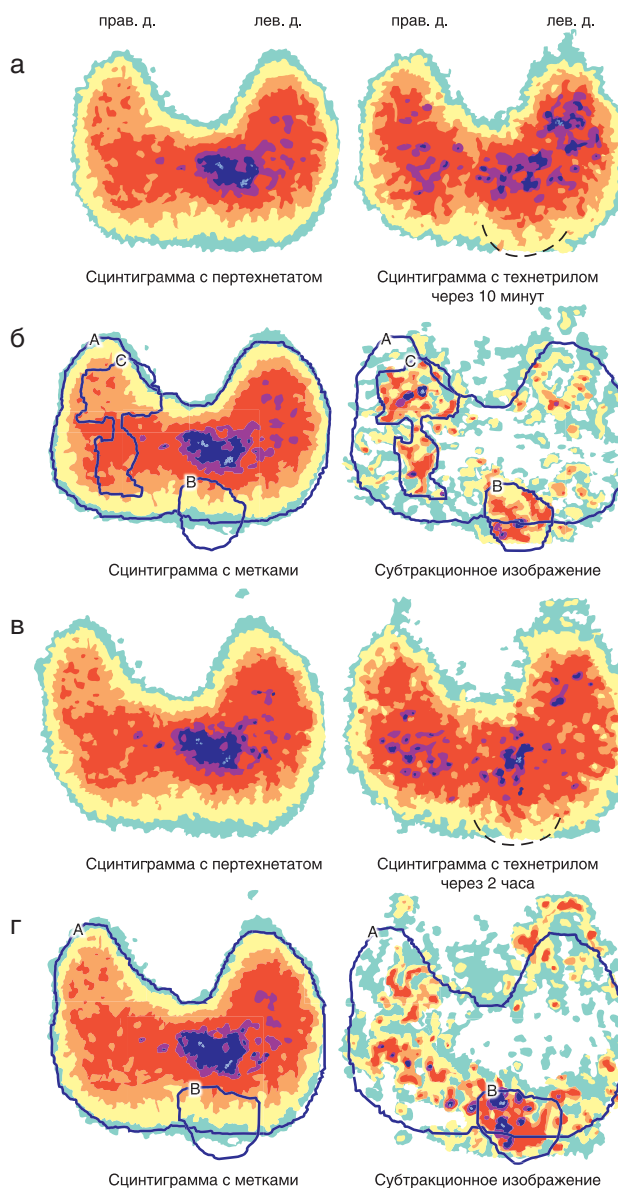 прав. д. лев. д. прав. д. лев. д.
а
Сцинтиграмма с пертехнетатом
Сцинтиграмма с технетрилом
через 10 минут
б
A
C
B
A
C
B
Сцинтиграмма с метками
Субтракционное изображение
в
Сцинтиграмма с пертехнетатом
Сцинтиграмма с технетрилом
через 2 часа
г
A
B
A
B
Сцинтиграмма с метками
Субтракционное изображение